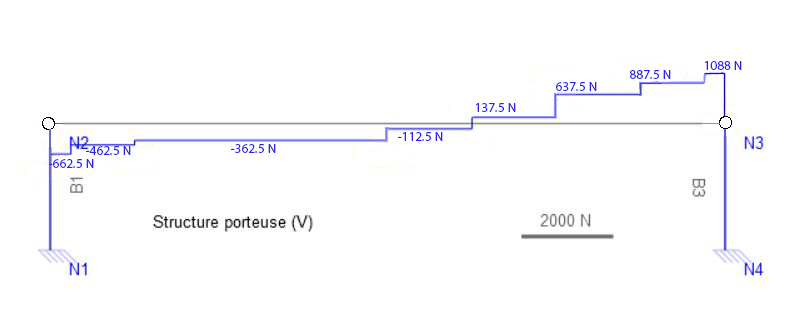 1088 N
887.5 N
637.5 N
137.5 N
-112.5 N
N2
-462.5 N
-362.5 N
-662.5 N
N3
B1
B3
Structure porteuse (V)
2000 N
N1
N4